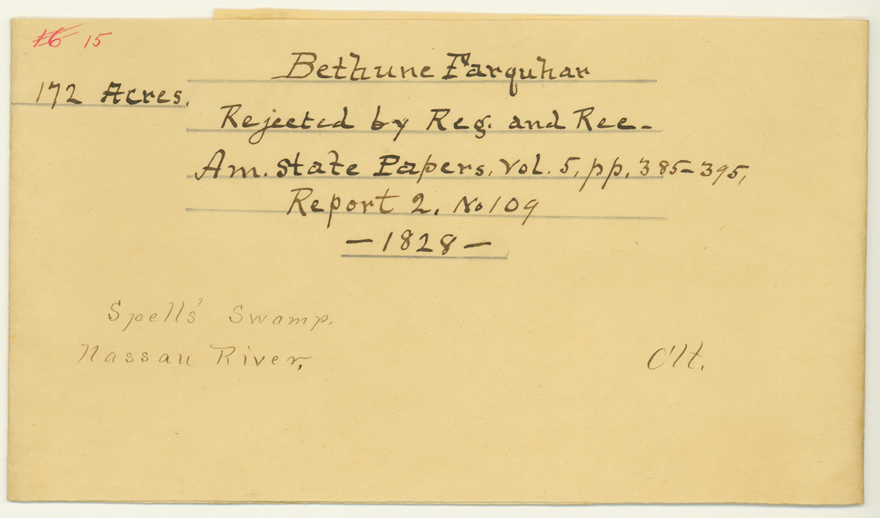 16 15
Bethune Farquhar
172 Acres.
Rejected by Reg. and Rec-
Am. State Papers, Vol. 5, pp. 385-395,
Report 2. No 109
- 1828 -
Spells' Swamp.
Nassau River.